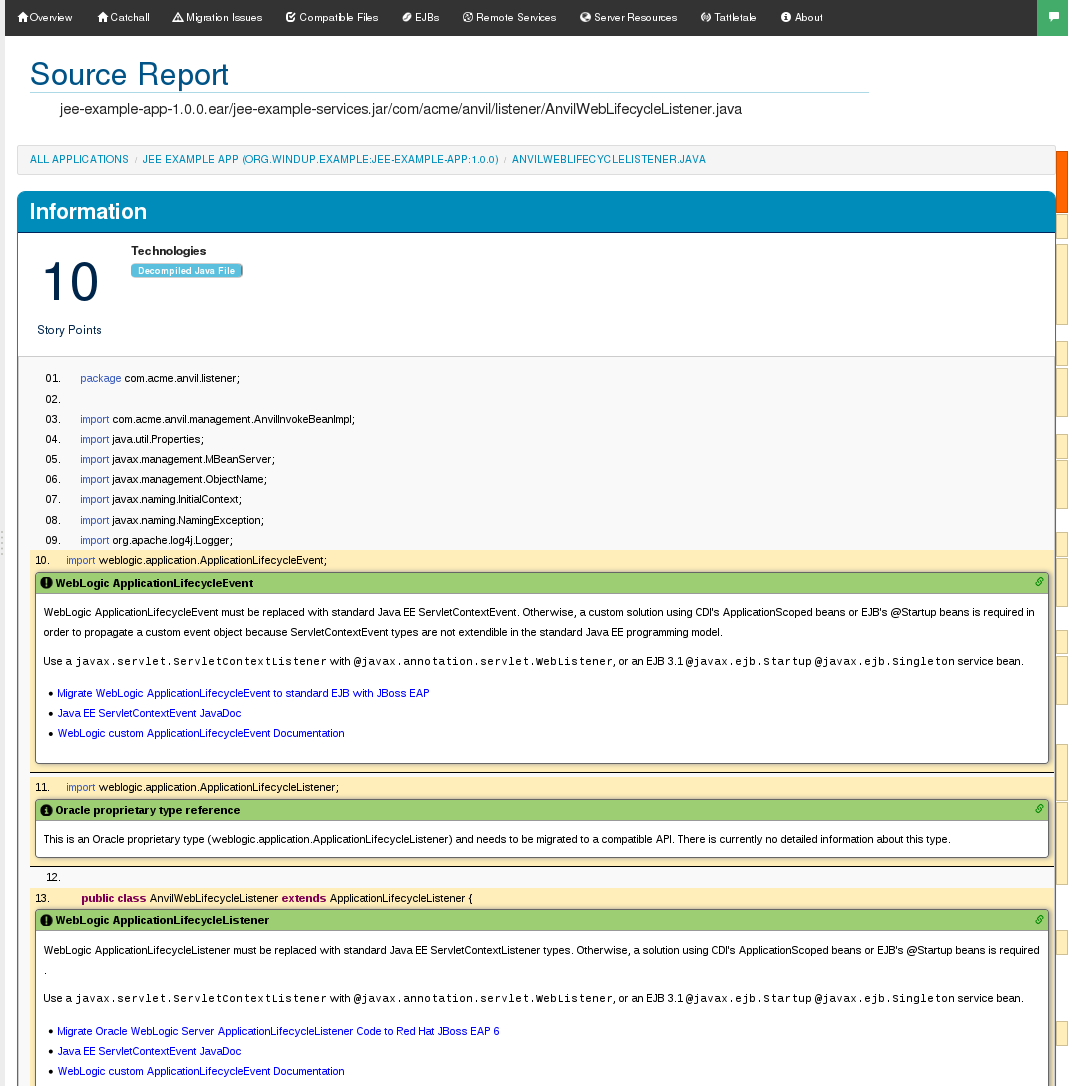 Overview Catchall Migration Issues Compatible Files EJBs Remote Services Server Resources Tattletale About
Source Report
jee-example-app-1.0.0.ear/jee-example-services.jar/com/acme/anvil/listener/AnvilWebLifecycleListener.java
ALL APPLICATIONS / JEE EXAMPLE APP (ORG.WINDUP.EXAMPLE:JEE-EXAMPLE-APP:1.0.0) / ANVILWEBLIFECYCLELISTENER.JAVA
Information
10
Story Points
Technologies
Decompiled Java File
01. package com.acme.anvil.listener;
02.
03. import com.acme.anvil.management.AnvilInvokeBeanImpl;
04. import java.util.Properties;
05. import javax.management.MBeanServer;
06. import javax.management.ObjectName;
07. import javax.naming.InitialContext;
08. import javax.naming.NamingException;
09. import org.apache.log4j.Logger;
10. import weblogic.application.ApplicationLifecycleEvent;
WebLogic ApplicationLifecycleEvent
WebLogic ApplicationLifecycleEvent must be replaced with standard Java EE ServletContextEvent. Otherwise, a custom solution using CDI's ApplicationScoped beans or EJB's @Startup beans is required in
order to propagate a custom event object because ServletContextEvent types are not extendible in the standard Java EE programming model.
Use a javax.servlet.ServletContextListener with @javax.annotation.servlet.WebListener, or an EJB 3.1 @javax.ejb.Startup @javax.ejb.Singleton service bean.
• Migrate WebLogic ApplicationLifecycleEvent to standard EJB with JBoss EAP
• Java EE ServletContextEvent JavaDoc
• WebLogic custom ApplicationLifecycleEvent Documentation
11. import weblogic.application.ApplicationLifecycleListener;
Oracle proprietary type reference
This is an Oracle proprietary type (weblogic.application.ApplicationLifecycleListener) and needs to be migrated to a compatible API. There is currently no detailed information about this type.
12.
13. public class AnvilWebLifecycleListener extends ApplicationLifecycleListener {
WebLogic ApplicationLifecycleListener
WebLogic ApplicationLifecycleListener must be replaced with standard Java EE ServletContextListener types. Otherwise, a solution using CDI's ApplicationScoped beans or EJB's @Startup beans is required
.
Use a javax.servlet.ServletContextListener with @javax.annotation.servlet.WebListener, or an EJB 3.1 @javax.ejb.Startup @javax.ejb.Singleton service bean.
• Migrate Oracle WebLogic Server ApplicationLifecycleListener Code to Red Hat JBoss EAP 6
• Java EE ServletContextEvent JavaDoc
• WebLogic custom ApplicationLifecycleEvent Documentation